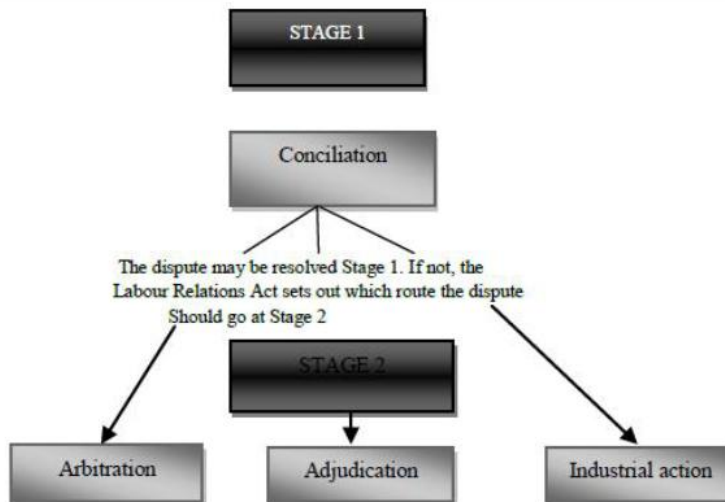 STAGE 1
Conciliation
The dispute may be resolved Stage 1. If not, the
Labour Relations Act sets out which route the dispute
Should go at Stage 2
STAGE 2
Arbitration
Adjudication
Industrial action